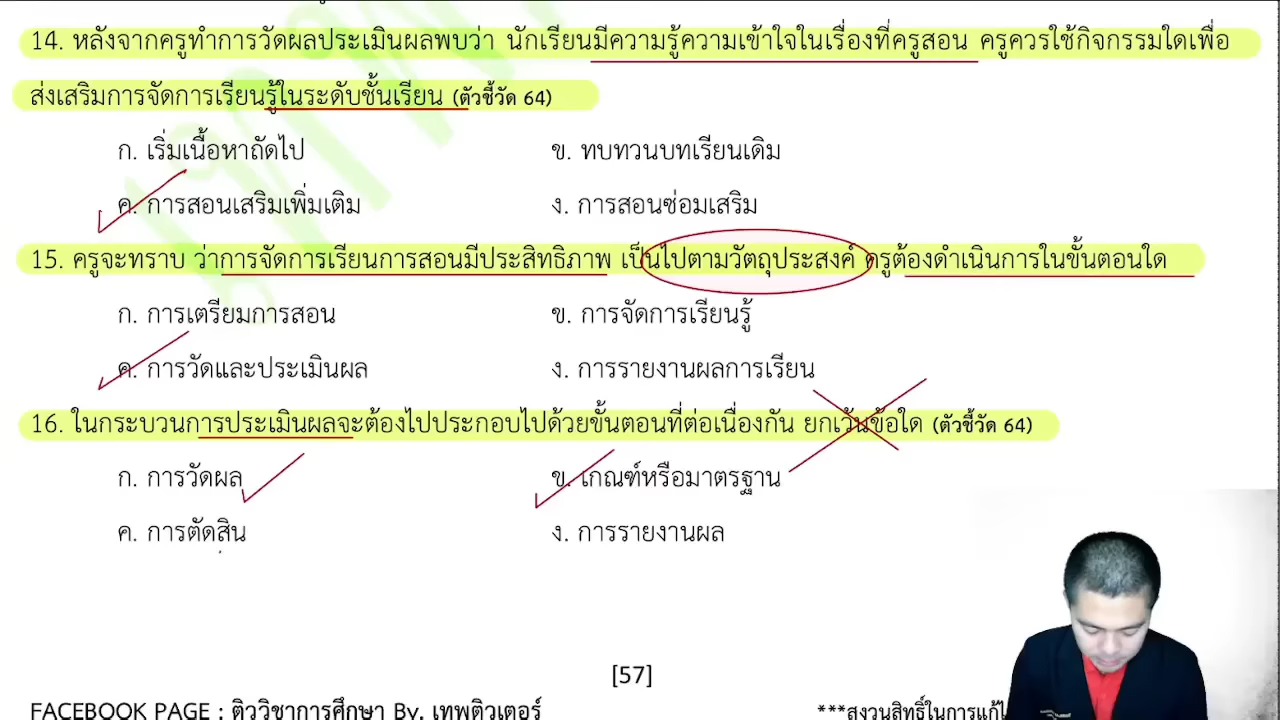 14. หลังจากครูทำการวัดผลประเมินผลพบว่า นักเรียนมีความรู้ความเข้าใจในเรื่องที่ครูสอน ครูควรใช้กิจกรรมใดเพื่อ
ส่งเสริมการจัดการเรียนรู้ในระดับชั้นเรียน (ตัวชี้วัด 64)
ก. เริ่มเนื้อหาถัดไป ข. ทบทวนบทเรียนเดิม
ค. การสอนเสริมเพิ่มเติม ง. การสอนซ่อมเสริม
15. ครูจะทราบ ว่าการจัดการเรียนการสอนมีประสิทธิภาพ เป็นไปตามวัตถุประสงค์ ครูต้องดำเนินการในขั้นตอนใด
ก. การเตรียมการสอน ข. การจัดการเรียนรู้
ค. การวัดและประเมินผล ง. การรายงานผลการเรียน
16. ในกระบวนการประเมินผลจะต้องไปประกอบไปด้วยขั้นตอนที่ต่อเนื่องกัน ยกเว้นข้อใด (ตัวชี้วัด 64)
ก. การวัดผล ข. เกณฑ์หรือมาตรฐาน
ค. การตัดสิน ง. การรายงานผล
[57]
FACEBOOK PAGE : ติววิชาการศึกษา By. เทพติวเตอร์ ***สงวนสิทธิ์ในการแก้ไ